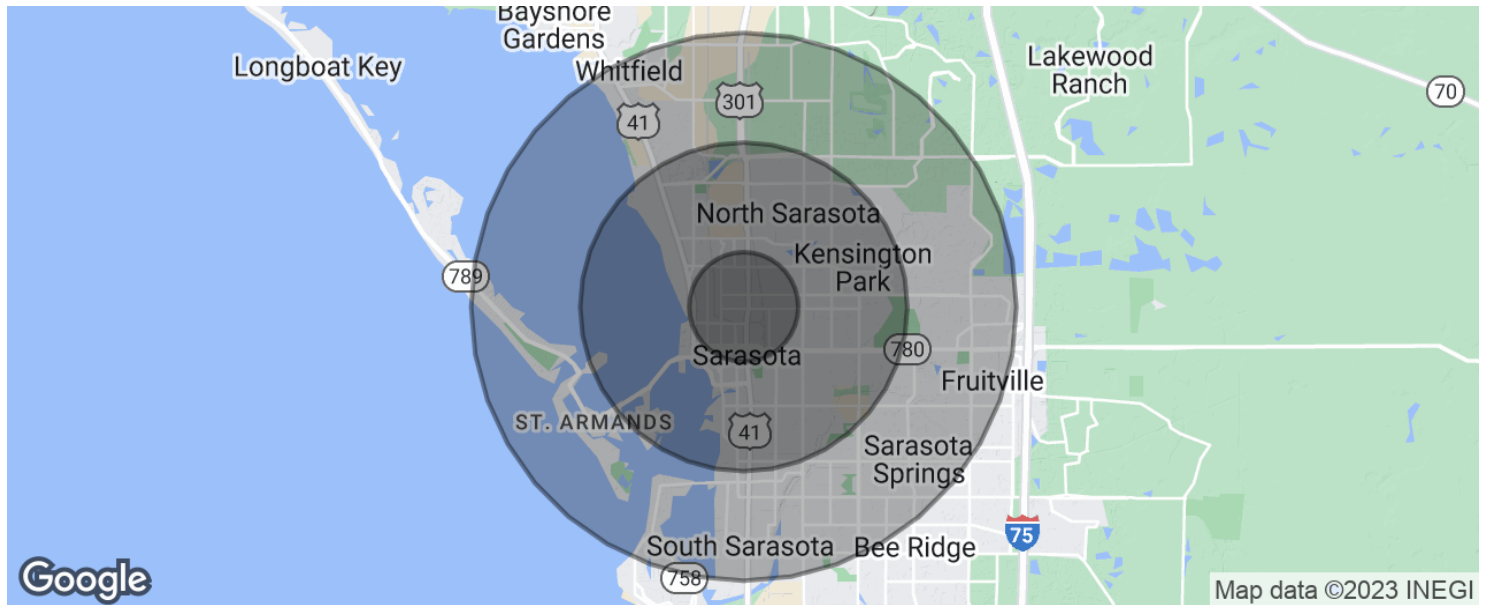 Bayshore
Gardens
Longboat Key
Whitfield
Lakewood
Ranch
70
301
41
North Sarasota
Kensington
Park
789
Sarasota
780
Fruitville
ST. ARMANDS
41
Sarasota
Springs
75
South Sarasota
Bee Ridge
758
Google
Map data ©2023 INEGI